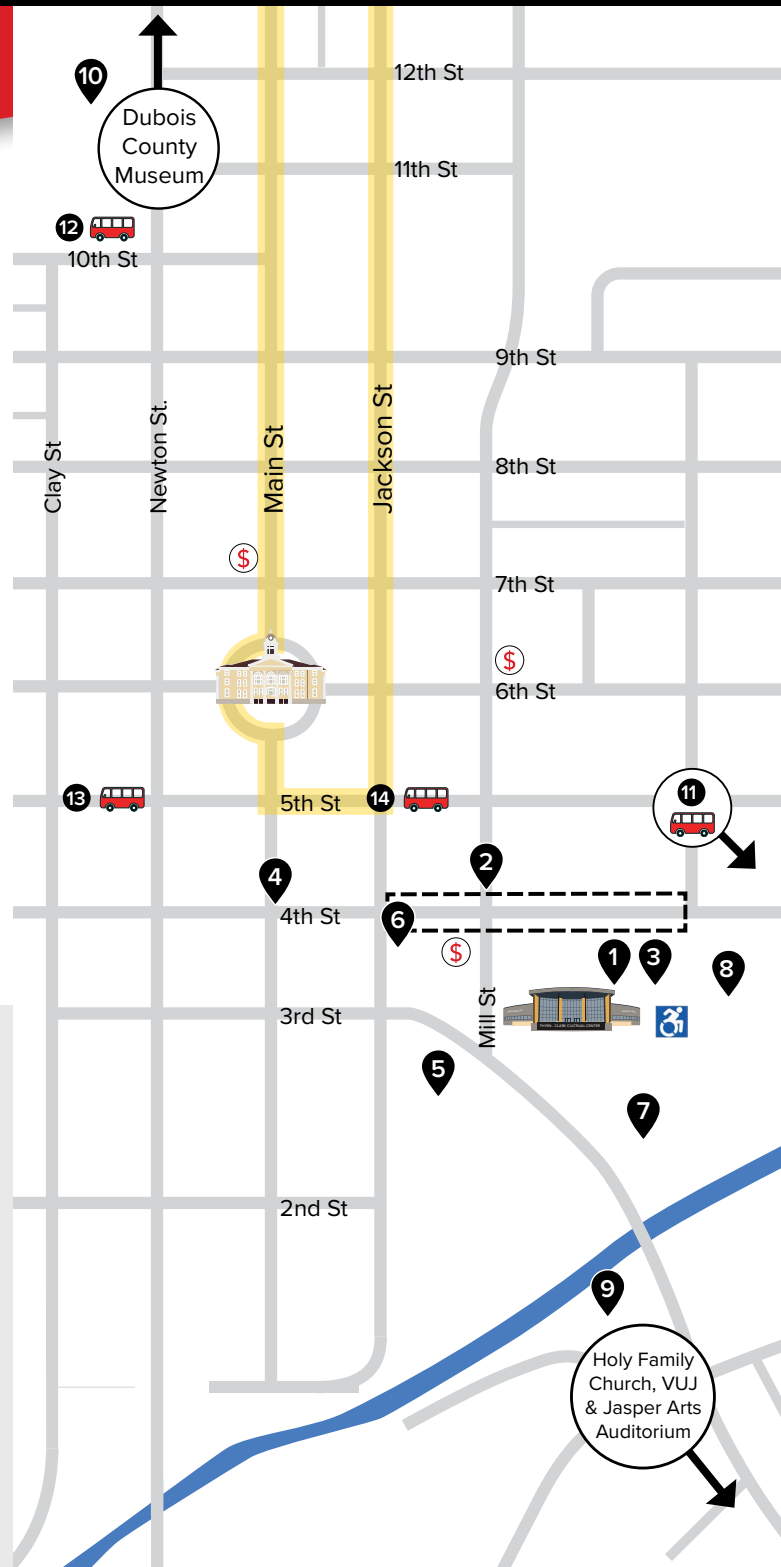 12th St
10
Dubois
County
Museum
11th St
12
10th St
9th St
Clay St
Newton St.
Main St
Jackson St
8th St
$
7th St
$
6th St
13
5th St
14
11
2
4
4th St
6
$
1
3
8
3rd St
Mill St
5
7
2nd St
9
Holy Family
Church, VUJ
& Jasper Arts
Auditorium